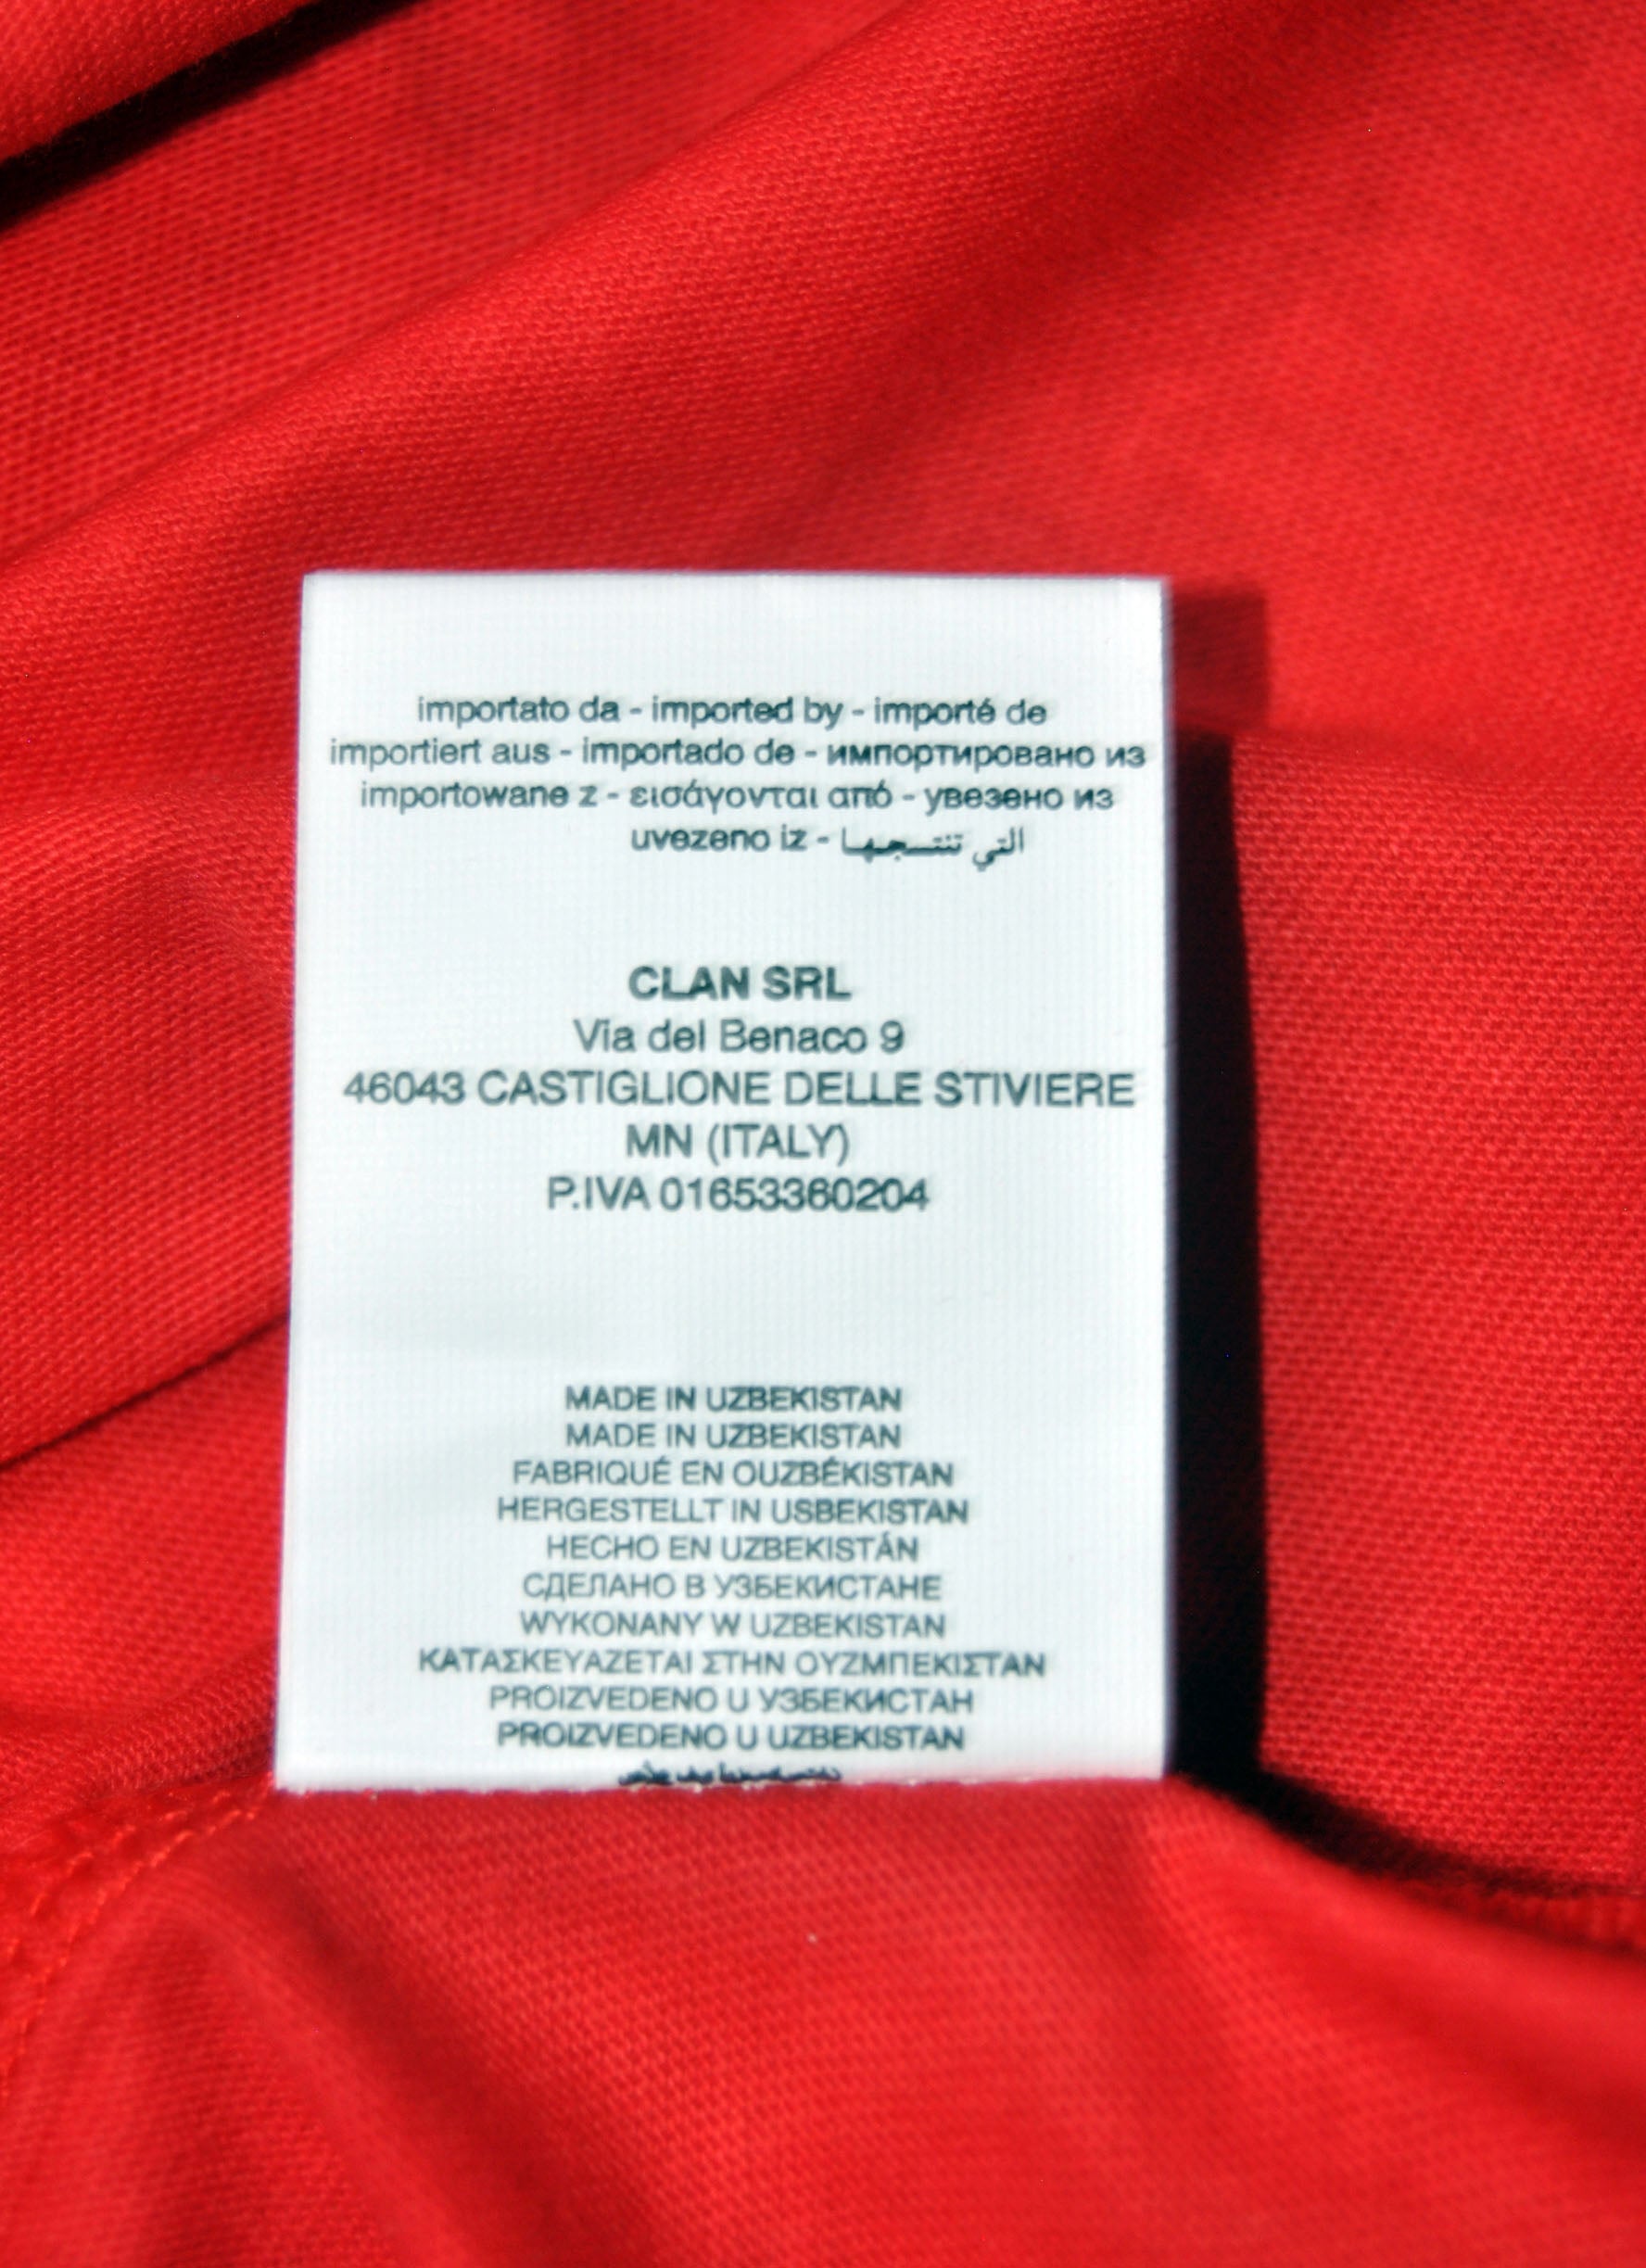 importato da - imported by - importé de
importiert aus - importado de - импортировано из
importowane z - εισάγονται από - увезено из
uvezeno iz - التي تنتجها
CLAN SRL
Via del Benaco 9
46043 CASTIGLIONE DELLE STIVIERE
MN (ITALY)
P.IVA 01653360204
MADE IN UZBEKISTAN
MADE IN UZBEKISTAN
FABRIQUÉ EN OUZBÉKISTAN
HERGESTELLT IN USBEKISTAN
HECHO EN UZBEKISTÁN
СДЕЛАНО В УЗБЕКИСТАНЕ
WYKONANY W UZBEKISTAN
ΚΑΤΑΣΚΕΥΑΖΕΤΑΙ ΣΤΗΝ ΟΥΖΜΠΕΚΙΣΤΑΝ
PROIZVEDENO U УЗБЕКИСТАН
PROIZVEDENO U UZBEKISTAN